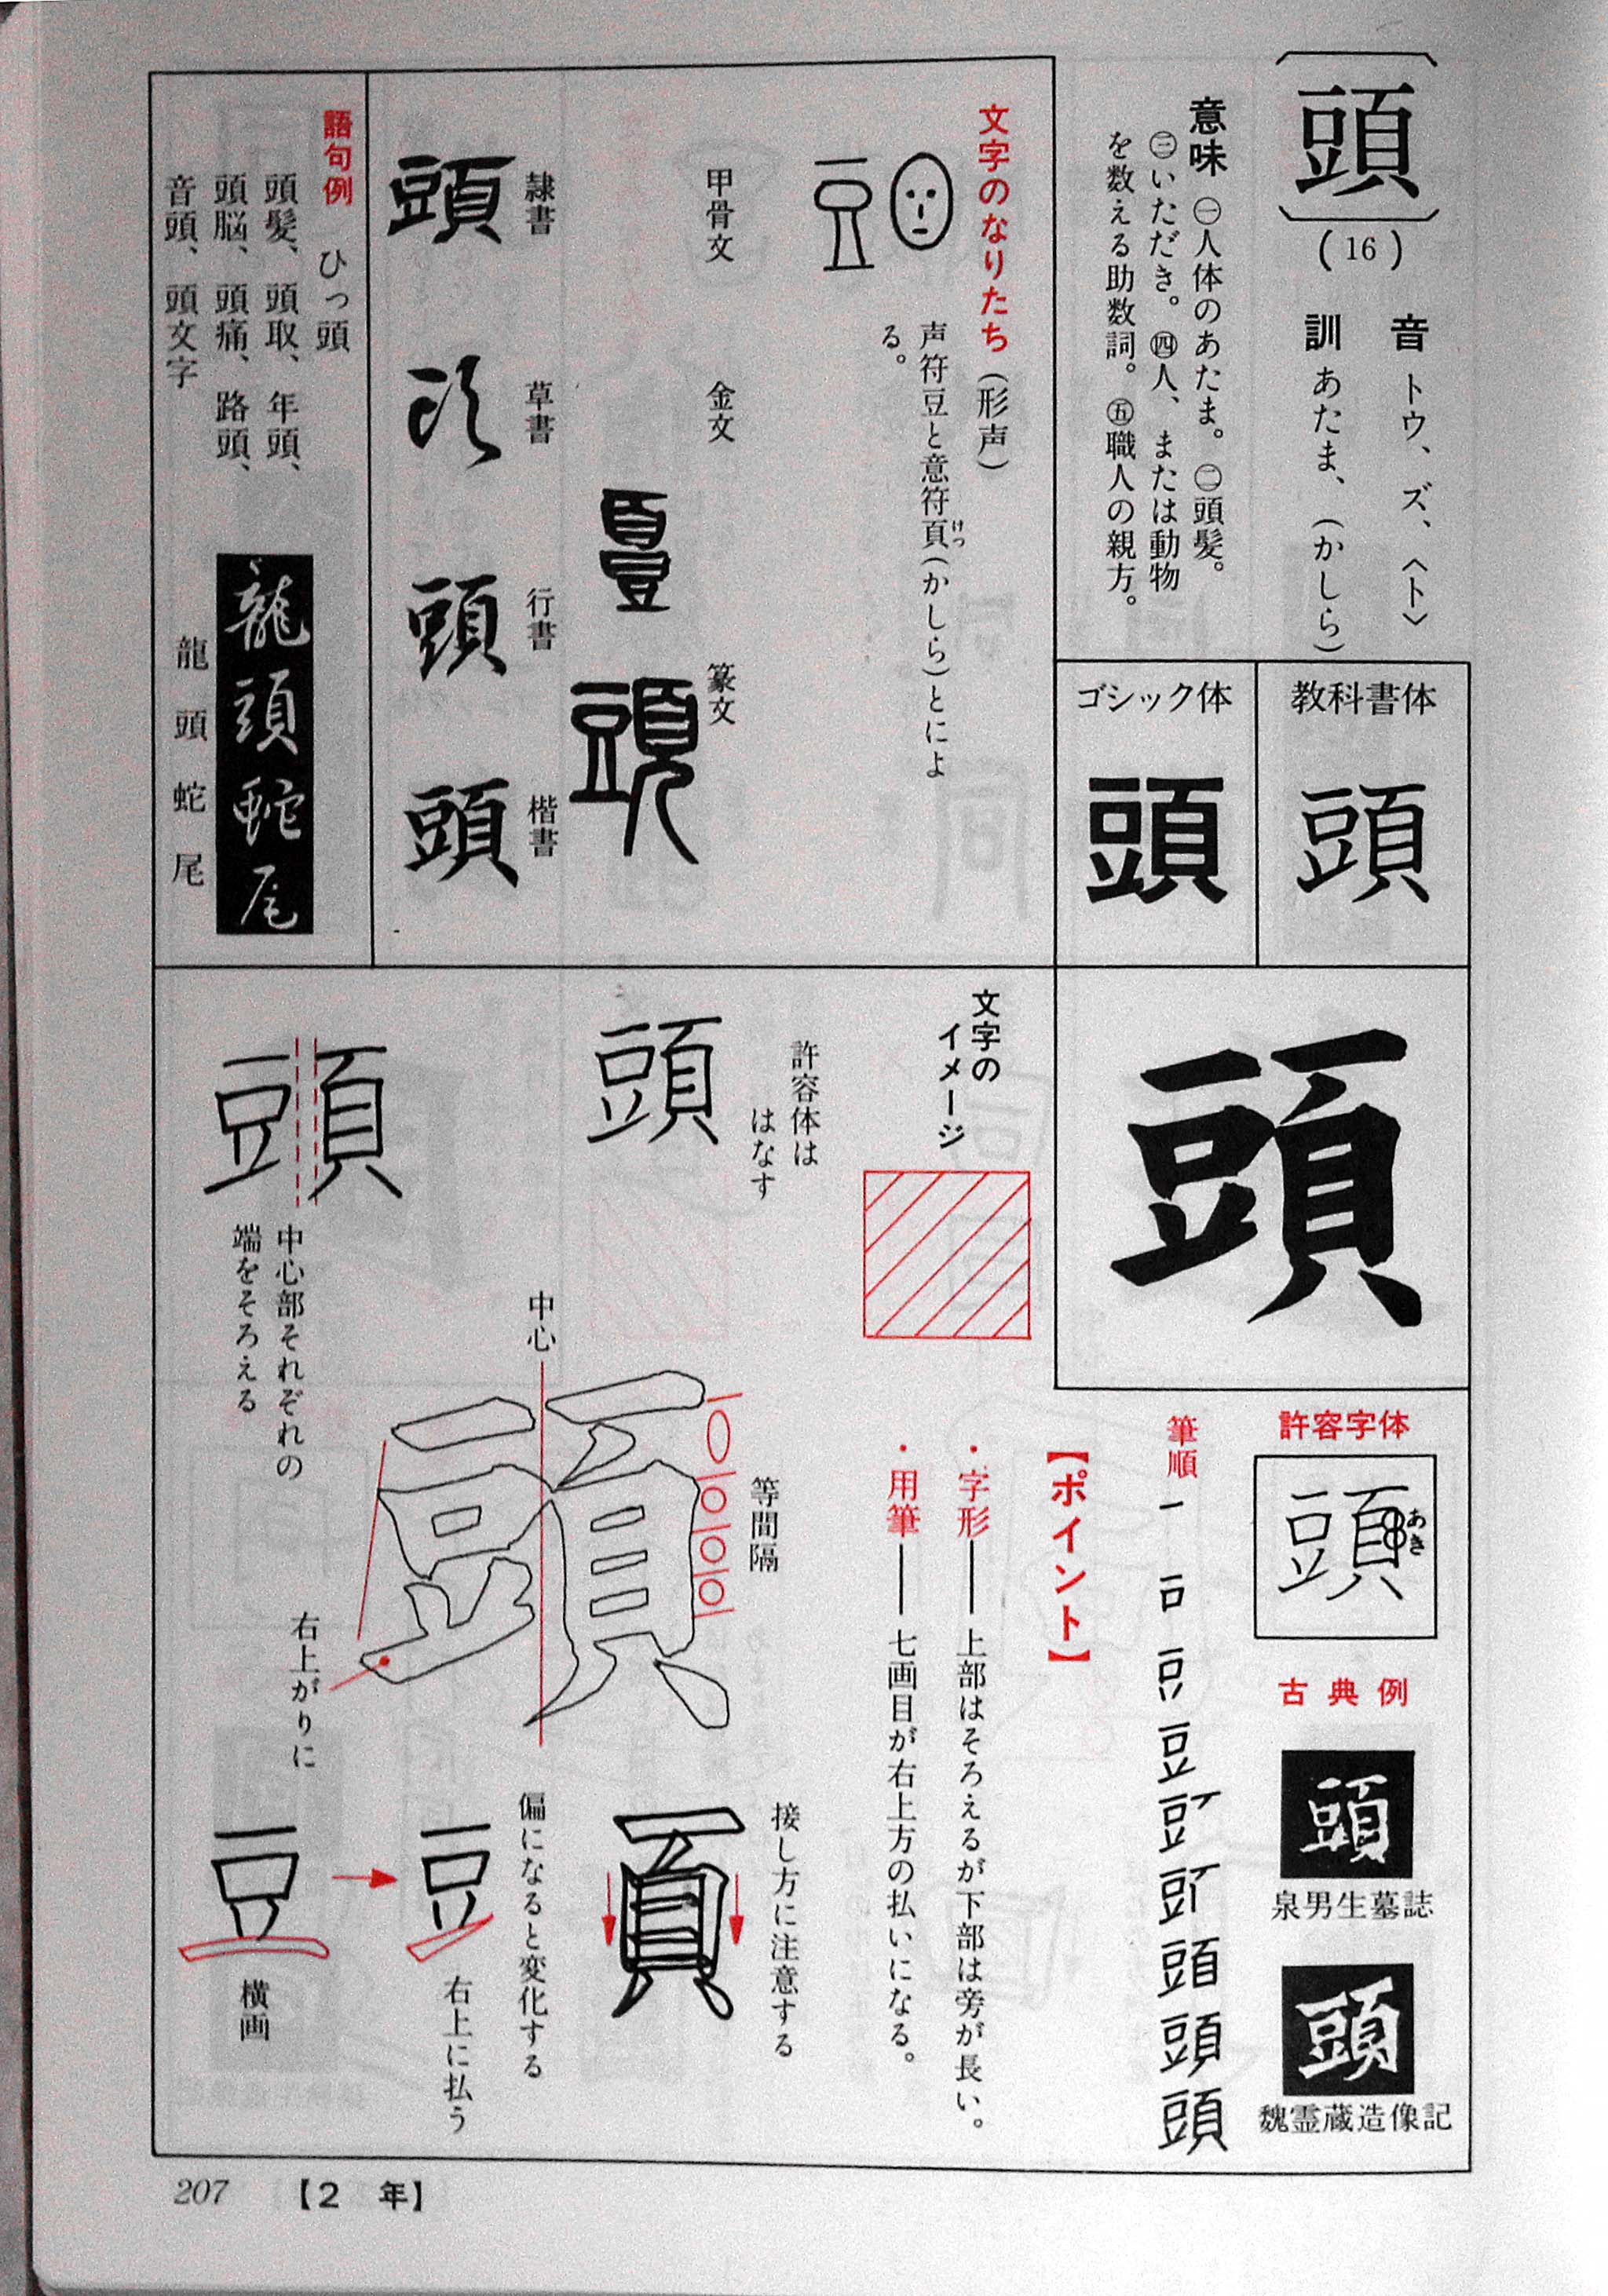 〔頭〕(16)
音 トウ、ズ、〈ト〉
訓 あたま、(かしら)
意味 ㊀人体のあたま。㊁頭髪。
㊂いただき。㊃人、または動物
を数える助数詞。㊄職人の親方。
教科書体
頭
ゴシック体
頭
文字のなりたち(形声)
声符豆と意符頁(かしら)とによ
けつ
る。
甲骨文
金文
篆文
頭
隷書
頭
草書
頭
行書
頭
楷書
頭
語句例
ひっ頭
頭髪、頭取、年頭、
頭脳、頭痛、路頭、
音頭、頭文字
龍頭蛇尾
龍頭蛇尾
頭
許容字体
頭
あき
古典例
頭
泉男生墓誌
頭
魏霊蔵造像記
筆順
一 豆 頭 頭
【ポイント】
・字形——上部はそろえるが下部は旁が長い。
・用筆——七画目が右上方の払いになる。
文字の
イメージ
許容体は
はなす
頭
頭
中心部それぞれの
端をそろえる
中心
頭
等間隔
右上がりに
接し方に注意する
頁
偏になると変化する
豆
右上に払う
豆
横画
207 【2 年】